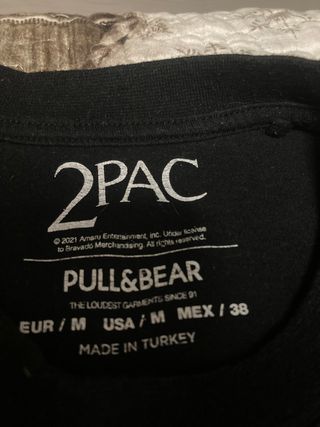 2PAC
© 2021 Amaru Entertainment, Inc. Under license
to Bravado Merchandising. All rights reserved.
PULL&BEAR
THE LOUDEST GARMENTS SINCE 91
EUR / M USA / M MEX / 38
MADE IN TURKEY